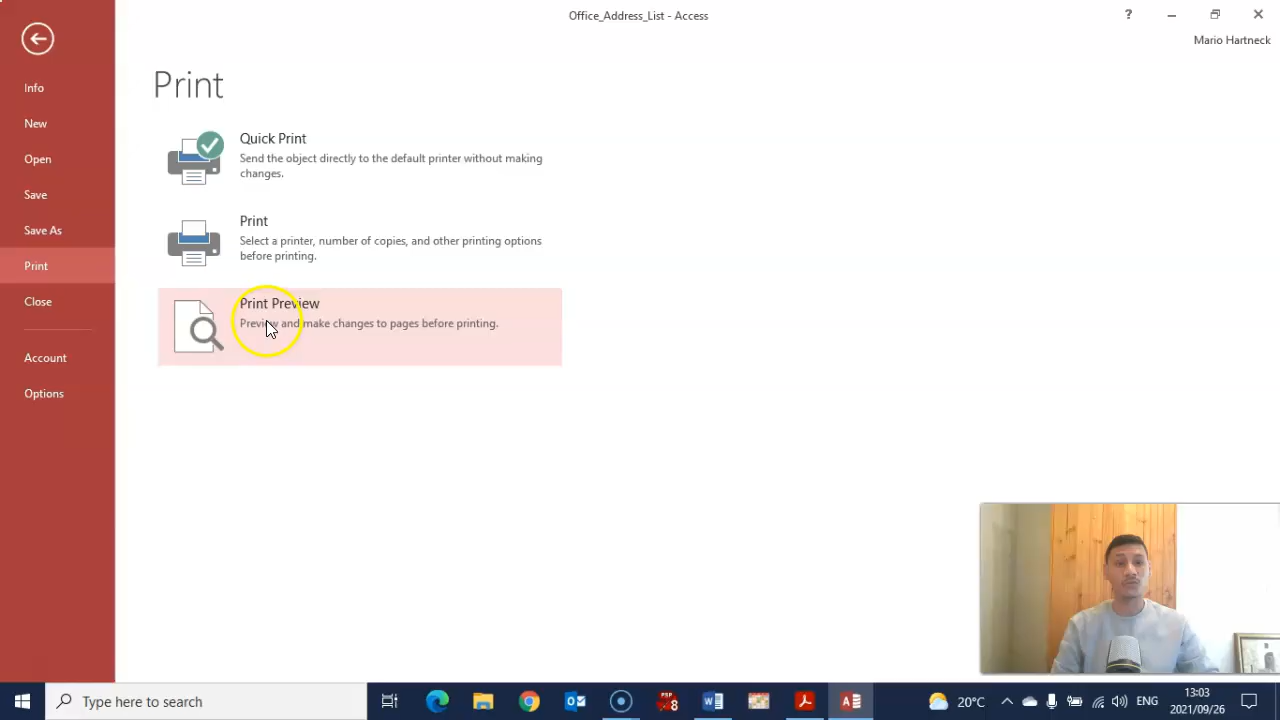 Office_Address_List - Access
?
Mario Hartneck
Info
New
Open
Save
Save As
Print
Close
Account
Options
Print
Quick Print
Send the object directly to the default printer without making
changes.
Print
Select a printer, number of copies, and other printing options
before printing.
Print Preview
Preview and make changes to pages before printing.
Type here to search
20°C
ENG
13:03
2021/09/26